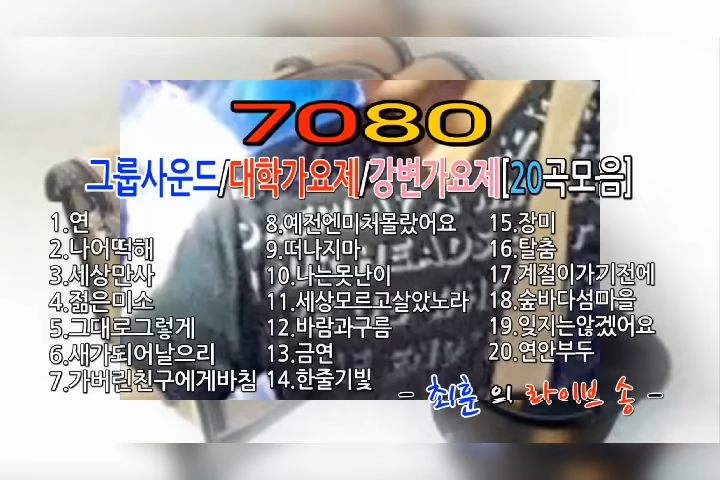 7080
그룹사운드/대학가요제/강변가요제[20곡모음]
1.연
2.나어떡해
3.세상만사
4.젊은미소
5.그대로그렇게
6.새가되어날으리
7.가버린친구에게바침
8.예전엔미처몰랐어요
9.떠나지마
10.나는못난이
11.세상모르고살았노라
12.바람과구름
13.금연
14.한줄기빛
15.장미
16.탈춤
17.계절이가기전에
18.숲바다섬마을
19.잊지는않겠어요
20.연안부두
- 최훈 의 라이브 송 -